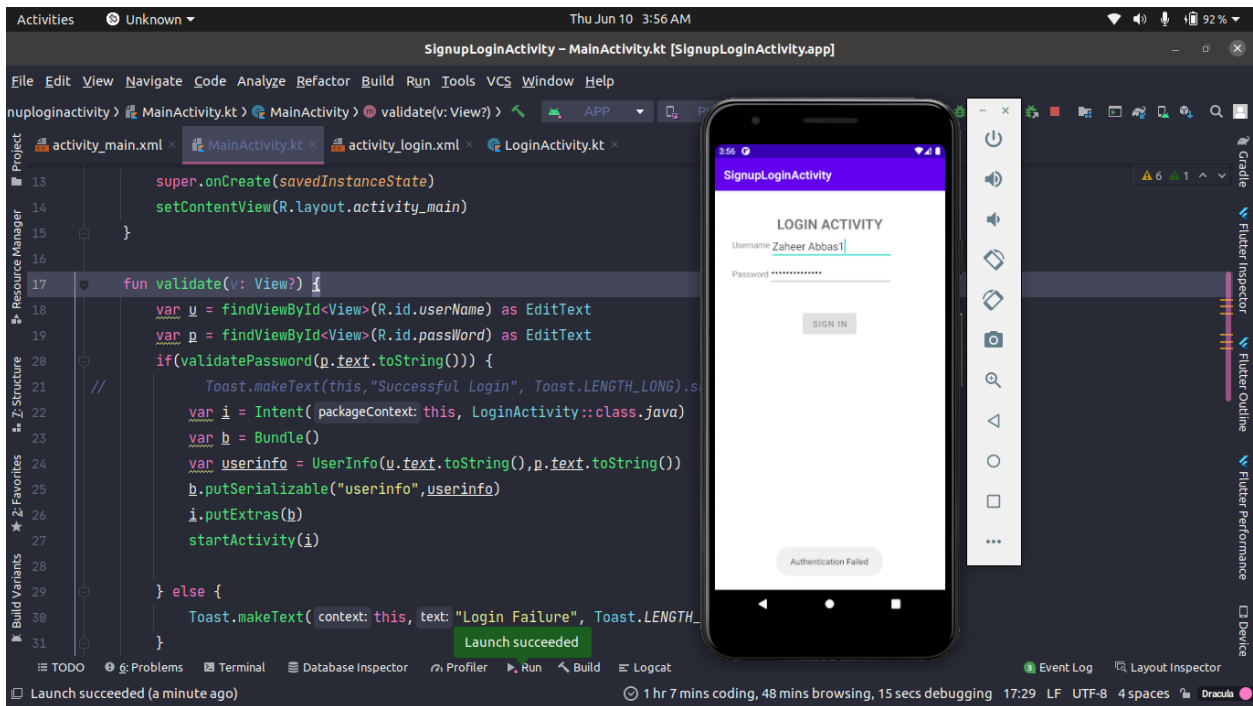 Activities Unknown Thu Jun 10 3:56 AM 92 %
SignupLoginActivity – MainActivity.kt [SignupLoginActivity.app]
File Edit View Navigate Code Analyze Refactor Build Run Tools VCS Window Help
nuploginactivity MainActivity.kt MainActivity validate(v: View?) APP
activity_main.xml MainActivity.kt activity_login.xml LoginActivity.kt
6 1
13 super.onCreate(savedInstanceState)
14 setContentView(R.layout.activity_main)
15 }
16
17 fun validate(v: View?) {
18 var u = findViewById<View>(R.id.userName) as EditText
19 var p = findViewById<View>(R.id.passWord) as EditText
20 if(validatePassword(p.text.toString())) {
21 // Toast.makeText(this,"Successful Login", Toast.LENGTH_LONG).s
22 var i = Intent( packageContext: this, LoginActivity::class.java)
23 var b = Bundle()
24 var userinfo = UserInfo(u.text.toString(),p.text.toString())
25 b.putSerializable("userinfo",userinfo)
26 i.putExtras(b)
27 startActivity(i)
28
29 } else {
30 Toast.makeText( context: this, text: "Login Failure", Toast.LENGTH_
31 }
Launch succeeded
Project
Resource Manager
Z: Structure
2: Favorites
Build Variants
3:56
SignupLoginActivity
LOGIN ACTIVITY
Username Zaheer Abbas1
Password ••••••••••••••
SIGN IN
Authentication Failed
Gradle
Flutter Inspector
Flutter Outline
Flutter Performance
Device
TODO 6: Problems Terminal Database Inspector Profiler Run Build Logcat 3 Event Log Layout Inspector
Launch succeeded (a minute ago) 1 hr 7 mins coding, 48 mins browsing, 15 secs debugging 17:29 LF UTF-8 4 spaces Dracula